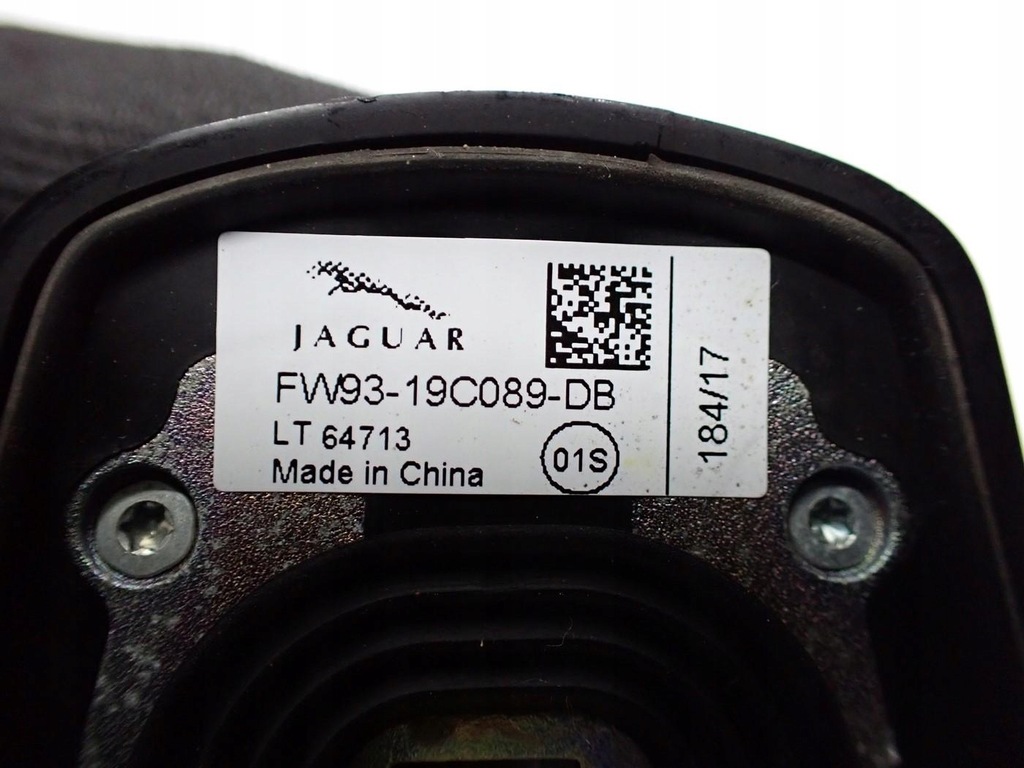 JAGUAR
FW93-19C089-DB
LT 64713
Made in China
01S
184/17